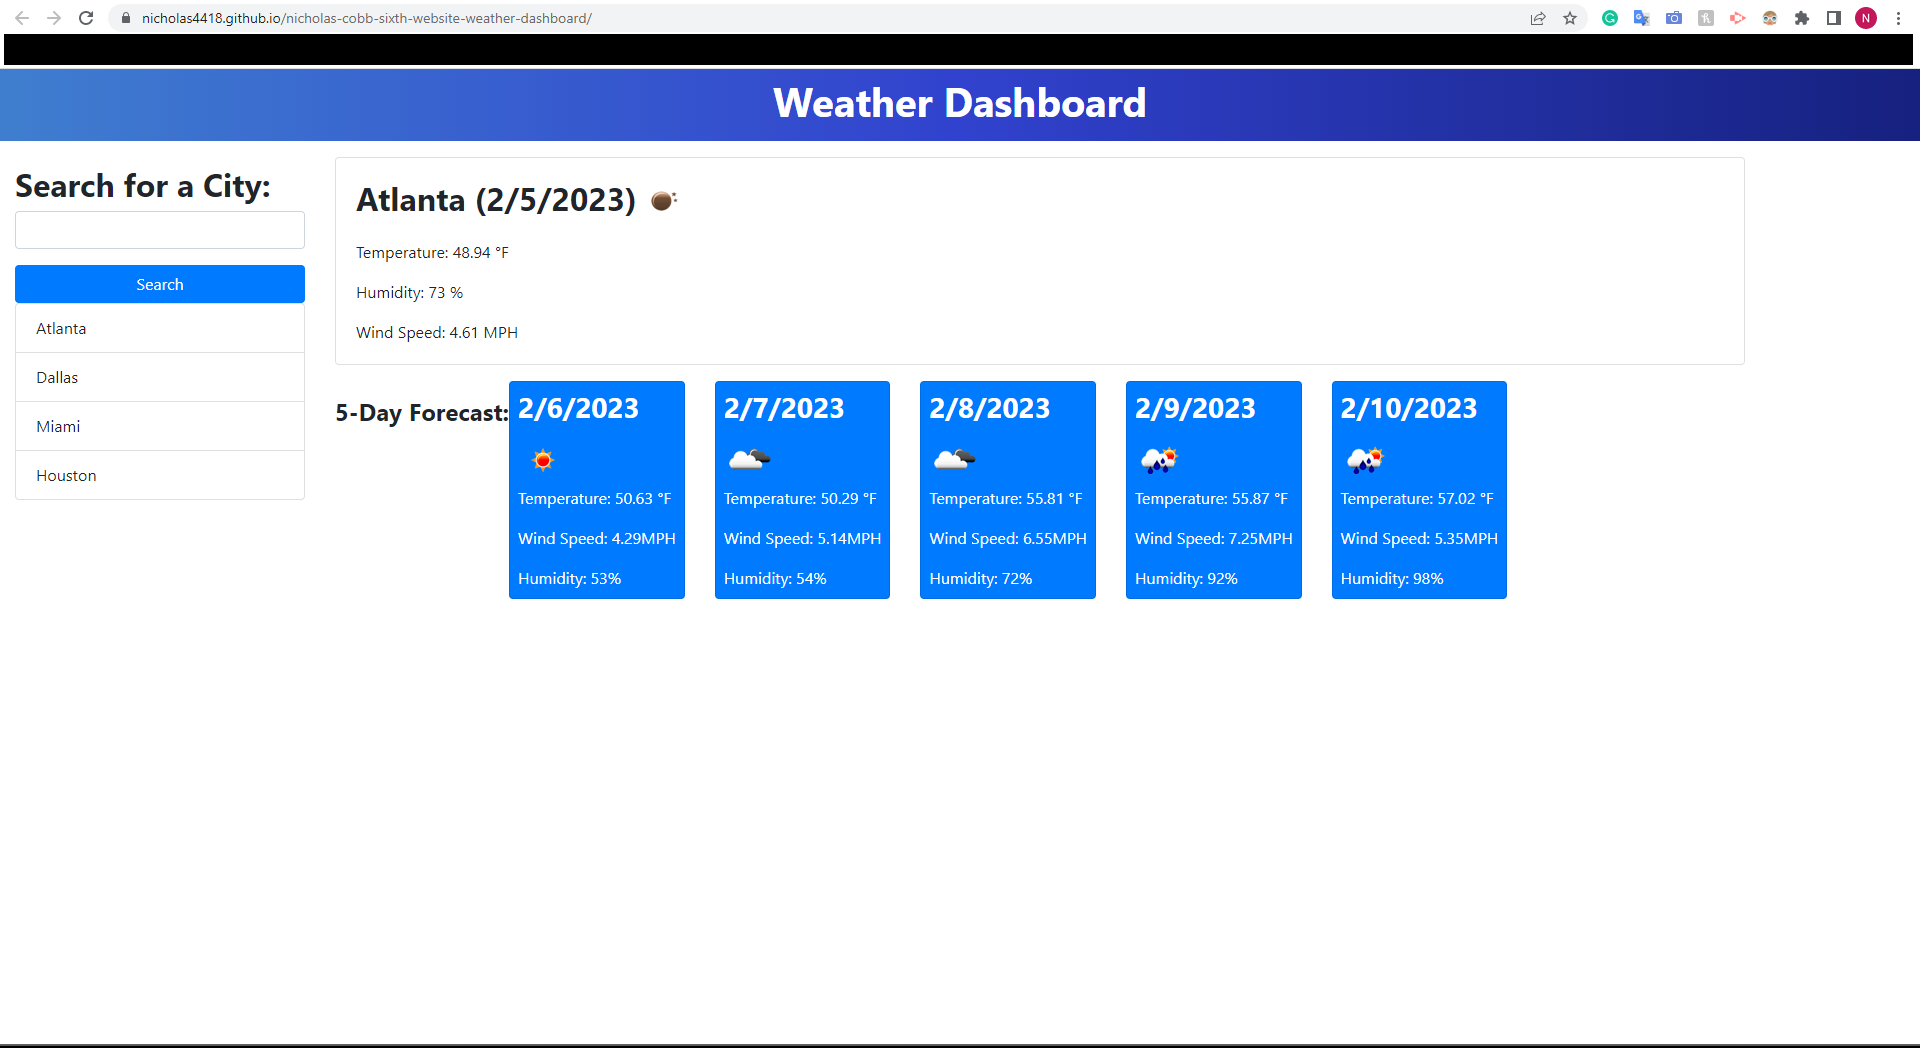 nicholas4418.github.io/nicholas-cobb-sixth-website-weather-dashboard/
N
Weather Dashboard
Search for a City:
Search
Atlanta
Dallas
Miami
Houston
Atlanta (2/5/2023)
Temperature: 48.94 °F
Humidity: 73 %
Wind Speed: 4.61 MPH
5-Day Forecast:
2/6/2023
Temperature: 50.63 °F
Wind Speed: 4.29MPH
Humidity: 53%
2/7/2023
Temperature: 50.29 °F
Wind Speed: 5.14MPH
Humidity: 54%
2/8/2023
Temperature: 55.81 °F
Wind Speed: 6.55MPH
Humidity: 72%
2/9/2023
Temperature: 55.87 °F
Wind Speed: 7.25MPH
Humidity: 92%
2/10/2023
Temperature: 57.02 °F
Wind Speed: 5.35MPH
Humidity: 98%